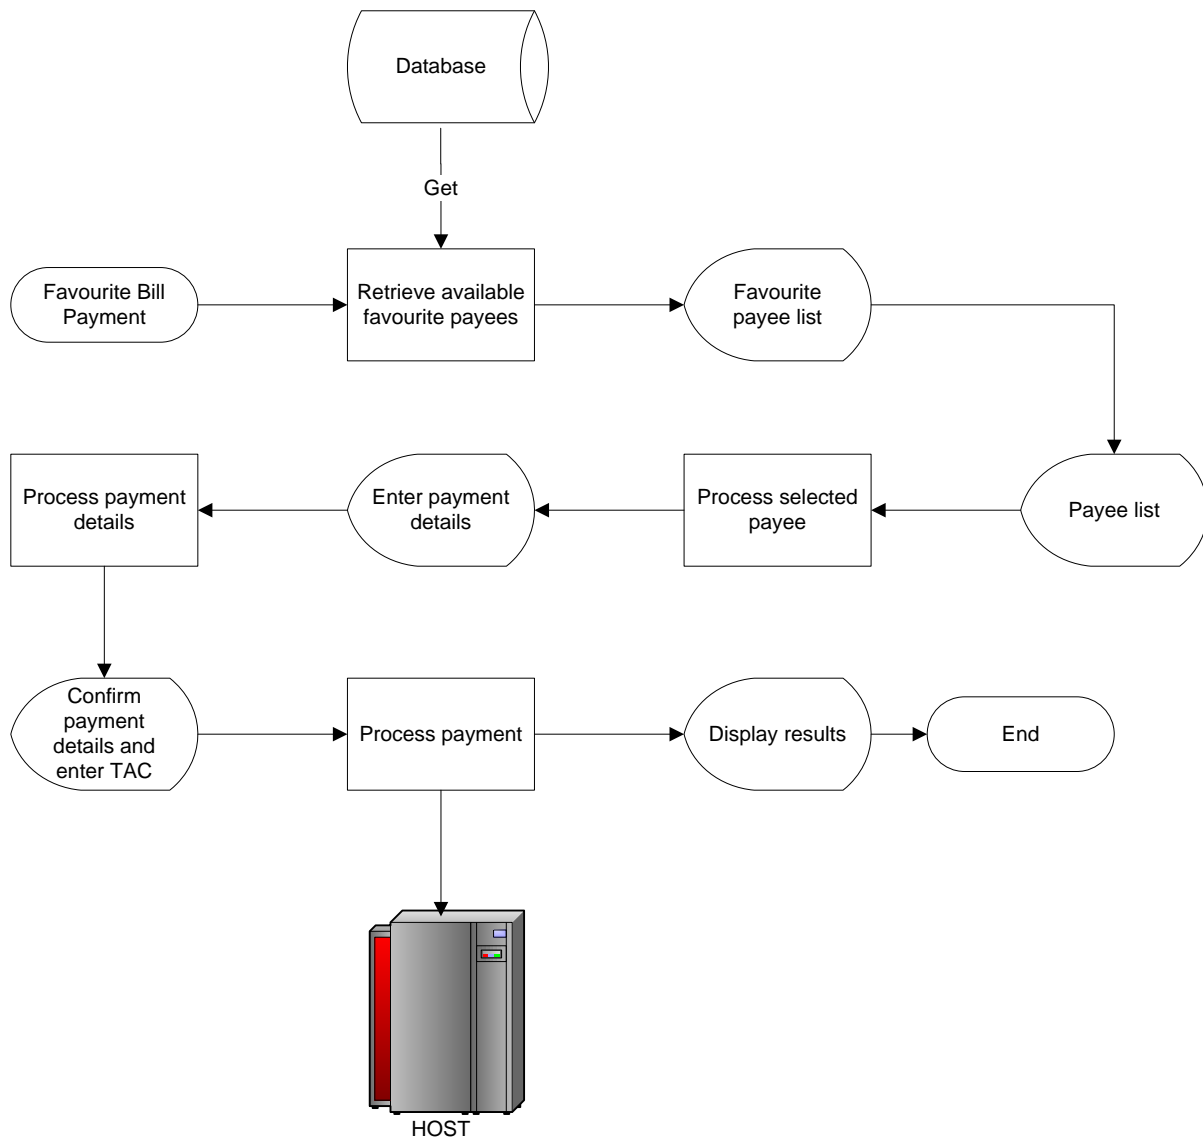 Database
Get
Favourite Bill
Payment
Retrieve available
favourite payees
Favourite
payee list
Process payment
details
Enter payment
details
Process selected
payee
Payee list
Confirm
payment
details and
enter TAC
Process payment
Display results
End
HOST